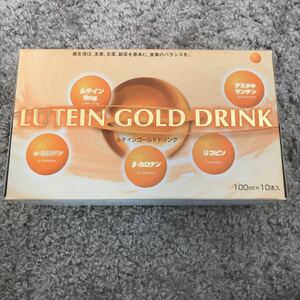 食生活は、主食、主菜、副菜を基本に、食事のバランスを。
ルテイン
アスタキ
サンテン
LUTEIN GOLD DRINK
ルテインゴールドドリンク
α-カロテン
β-カロテン
リコピン
100ml×10本入